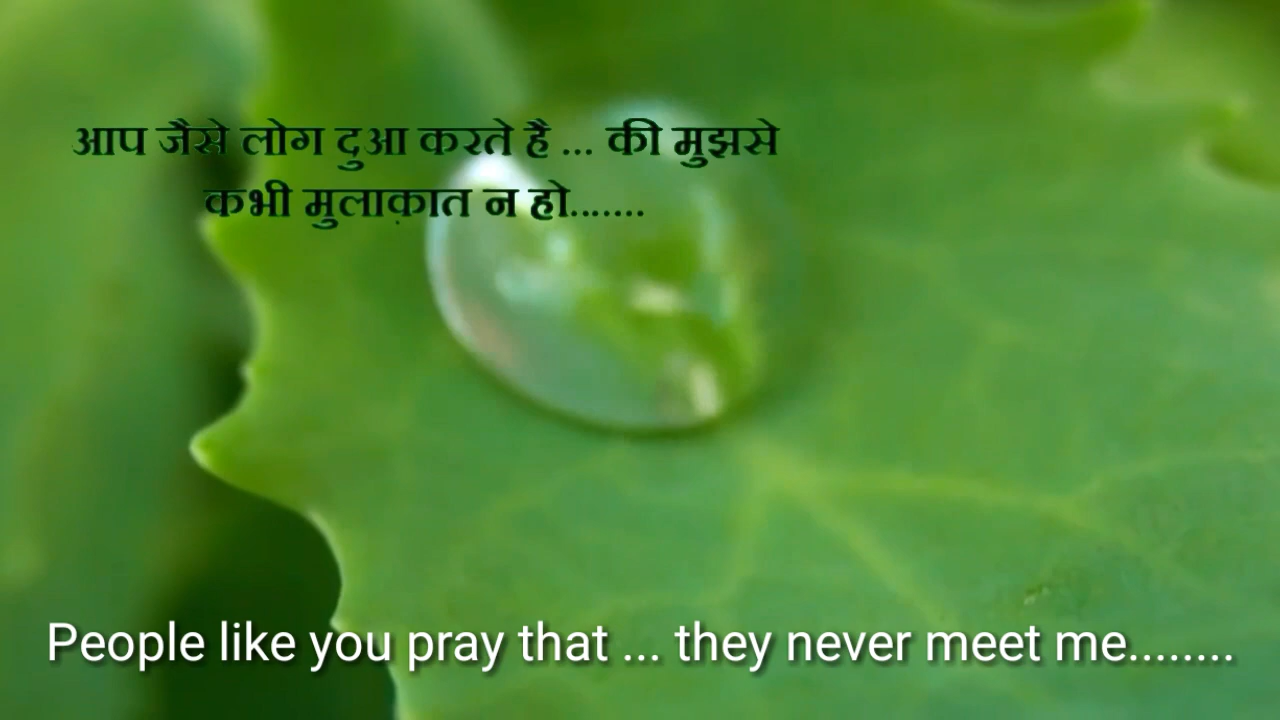 आप जैसे लोग दुआ करते है ... की मुझसे
कभी मुलाक़ात न हो.......
People like you pray that ... they never meet me........